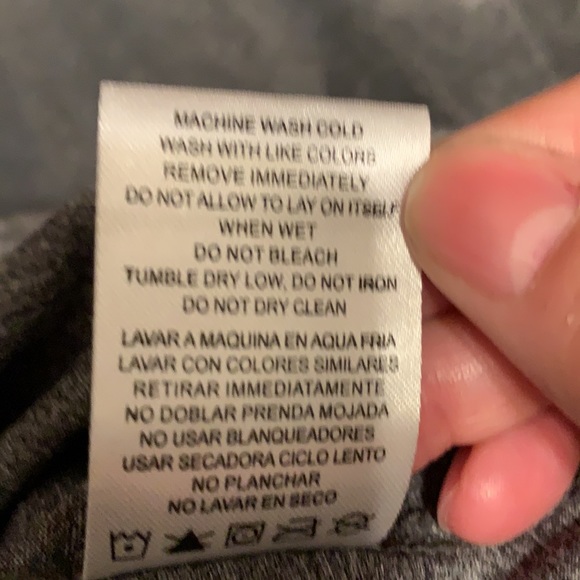 MACHINE WASH COLD
WASH WITH LIKE COLORS
REMOVE IMMEDIATELY
DO NOT ALLOW TO LAY ON ITSELF
WHEN WET
DO NOT BLEACH
TUMBLE DRY LOW, DO NOT IRON
DO NOT DRY CLEAN
LAVAR A MAQUINA EN AQUA FRIA
LAVAR CON COLORES SIMILARES
RETIRAR IMMEDIATAMENTE
NO DOBLAR PRENDA MOJADA
NO USAR BLANQUEADORES
USAR SECADORA CICLO LENTO
NO PLANCHAR
NO LAVAR EN SECO